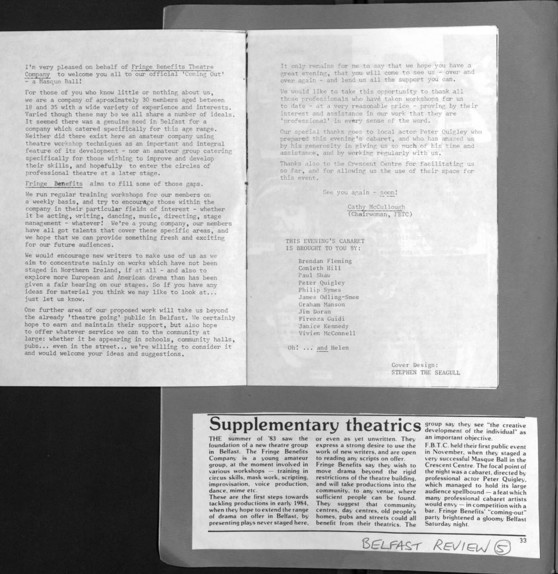 I'm very pleased on behalf of Fringe Benefits Theatre
Company to welcome you all to our official 'Coming Out'
- a Masque Ball!
For those of you who know little or nothing about us,
we are a company of aproximately 30 members aged between
18 and 35 with a wide variety of experience and interests.
Varied though these may be we all share a number of ideals.
It seemed there was a genuine need in Belfast for a
company which catered specifically for this age range.
Neither did there exist here an amateur company using
theatre workshop techniques as an important and integral
feature of its development - nor an amateur group catering
specifically for those wirhing to improve and develop
their skills, and hopefully to enter the circles of
professional theatre at a later stage.
Fringe Benefits aims to fill some of those gaps.
We run regular training workshops for our members on
a weekly basis, and try to encourage those within the
company in their particular fields of interest - whether
it be acting, writing, dancing, music, directing, stage
management - whatever! We're a young company, our members
have all got talents that cover these specific areas, and
we hope that we can provide something fresh and exciting
for our future audiences.
We would encourage new writers to make use of us as we
aim to concentrate mainly on works which have not been
staged in Northern Ireland, if at all - and also to
explore more European and American drama than has been
given a fair hearing on our stages. So if you have any
ideas for material you think we may like to look at...
just let us know.
One further area of our proposed work will take us beyond
the already 'theatre going' public in Belfast. We certainly
hope to earn and maintain their support, but also hope
to offer whatever service we can to the community at
large: whether it be appearing in schools, community halls,
pubs... even in the street... we're willing to consider it
and would welcome your ideas and suggestions.
It only remains for me to say that we hope you have a
great evening, that you will come to see us - over and
over again - and lend us all the support you can.
We would like to take this opportunity to thank all
those professionals who hard taken workshops for us
to date - at a very reasonable price - proving by their
interest and assistance in our work that they are
'professional' in every sense of the word.
Our special thanks goes to local actor Peter Quigley who
prepared this evening's cabaret, and who has amazed us
by his generosity in giving us so much of his time and
assistance, and by working regularly with us.
Thanks also to the Crescent Centre for facilitating us
so far, and for allowing us the use of their space for
this event.
See you again - soon!
Cathy McCullough
(Chairwoman, FBTC)
THIS EVENING'S CABARET
IS BROUGHT TO YOU BY:
Brendan Fleming
Conleth Hill
Paul Shaw
Peter Quigley
Philip Symes
James Odling-Smee
Graham Manson
Jim Doran
Firenza Guidi
Janice Kennedy
Vivien McConnell
Oh! ... and Helen
Cover Design:
STEPHEN THE BEAGULL
Supplementary theatrics
THE summer of '83 saw the
foundation of a new theatre group
in Belfast. The Fringe Benefits
Company is a young amateur
group, at the moment involved in
various workshops — training in
circus skills, mask work, scripting,
improvisation, voice production,
dance, mime etc.
These are the first steps towards
tackling productions in early 1984,
when they hope to extend the range
of drama on offer in Belfast, by
presenting plays never staged here,
or even as yet unwritten. They
express a strong desire to use the
work of new writers, and are open
to reading any scripts on offer.
Fringe Benefits say they wish to
move drama beyond the rigid
restrictions of the theatre building,
and will take productions into the
community, to any venue, where
sufficient people can be found.
They suggest that community
centres, day centres, old people's
homes, pubs and streets could all
benefit from their theatrics. The
group say they see "the creative
development of the individual" as
an important objective.
F.B.T.C. held their first public event
in November, when they staged a
very successful Masque Ball in the
Crescent Centre. The focal point of
the night was a cabaret, directed by
professional actor Peter Quigley,
which managed to hold its large
audience spellbound — a feat which
many professional cabaret artists
would envy — in competition with a
bar. Fringe Benefits' "coming-out"
party brightened a gloomy Belfast
Saturday night.
33
BELFAST REVIEW 5